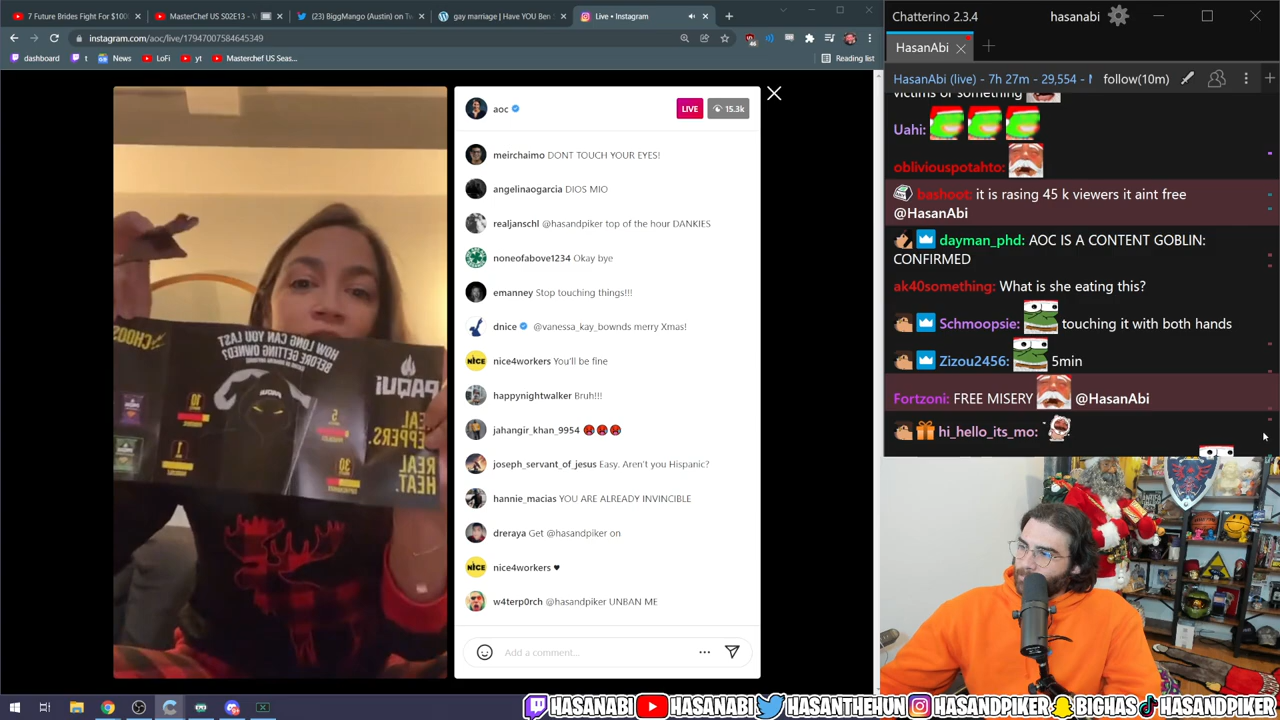 7 Future Brides Fight For $100
MasterChef US S02E13 - 
(23) BiggMango (Austin) on Tw
gay marriage | Have YOU Ben S
Live • Instagram
instagram.com/aoc/live/17947007584645349
dashboard
t
News
LoFi
yt
Masterchef US Seas...
Reading list
aoc
LIVE
15.3k
meirchaimo DONT TOUCH YOUR EYES!
angelinaogarcia DIOS MIO
realjanschl @hasandpiker top of the hour DANKIES
noneofabove1234 Okay bye
emanney Stop touching things!!!
dnice @vanessa_kay_bownds merry Xmas!
nice4workers You'll be fine
happynightwalker Bruh!!!
jahangir_khan_9954 😡😡😡
joseph_servant_of_jesus Easy. Aren't you Hispanic?
hannie_macias YOU ARE ALREADY INVINCIBLE
dreraya Get @hasandpiker on
nice4workers ♥
w4terp0rch @hasandpiker UNBAN ME
Add a comment...
HOW LONG CAN YOU LAST
BEFORE GETTING OWNED?
PAQUI
REAL
PEPPERS.
REAL
HEAT.
Chatterino 2.3.4
hasanabi
HasanAbi
HasanAbi (live) - 7h 27m - 29,554 -
follow(10m)
victims of something
Uahi:
obliviouspotahto:
bashoot: it is rasing 45 k viewers it aint free
@HasanAbi
dayman_phd: AOC IS A CONTENT GOBLIN:
CONFIRMED
ak40something: What is she eating this?
Schmoopsie: touching it with both hands
Zizou2456: 5min
Fortzoni: FREE MISERY @HasanAbi
hi_hello_its_mo:
HASANABI HASANABI HASANTHEHUN HASANDPIKER BIGHAS HASANDPIKER